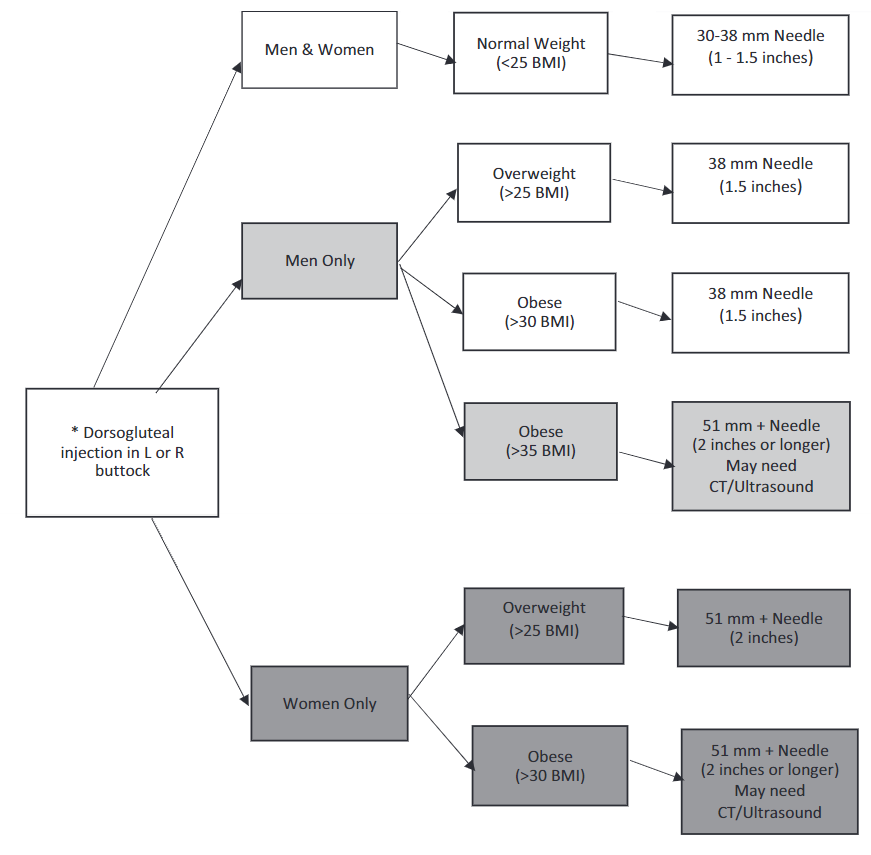 Men & Women
Normal Weight
(<25 BMI)
30-38 mm Needle
(1 - 1.5 inches)
Overweight
(>25 BMI)
38 mm Needle
(1.5 inches)
Men Only
Obese
(>30 BMI)
38 mm Needle
(1.5 inches)
* Dorsogluteal
injection in L or R
buttock
Obese
(>35 BMI)
51 mm + Needle
(2 inches or longer)
May need
CT/Ultrasound
Overweight
(>25 BMI)
51 mm + Needle
(2 inches)
Women Only
Obese
(>30 BMI)
51 mm + Needle
(2 inches or longer)
May need
CT/Ultrasound